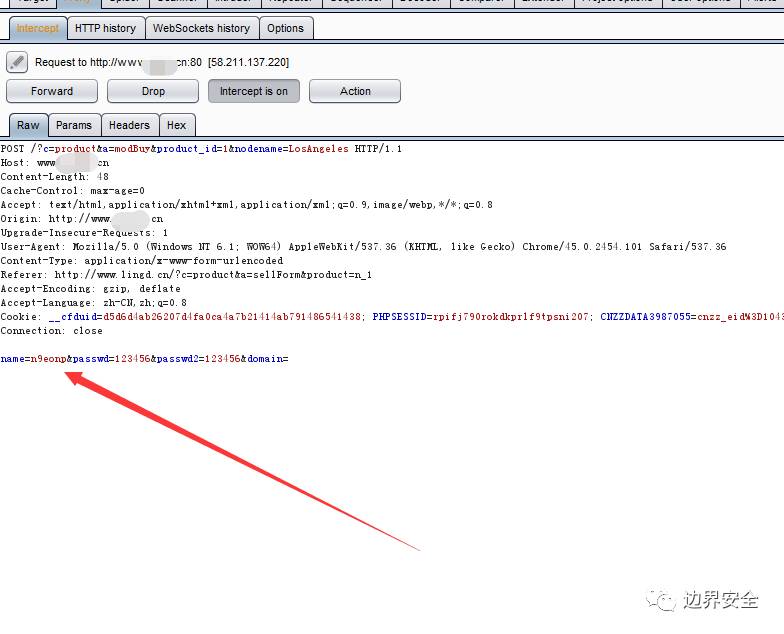 Intercept HTTP history WebSockets history Options
Request to http://www. cn:80 [58.211.137.220]
Forward Drop Intercept is on Action
Raw Params Headers Hex
POST /?c=product&a=modBuy&product_id=1&nodename=LosAngeles HTTP/1.1
Host: www cn
Content-Length: 48
Cache-Control: max-age=0
Accept: text/html,application/xhtml+xml,application/xml;q=0.9,image/webp,*/*;q=0.8
Origin: http://www. cn
Upgrade-Insecure-Requests: 1
User-Agent: Mozilla/5.0 (Windows NT 6.1; WOW64) AppleWebKit/537.36 (KHTML, like Gecko) Chrome/45.0.2454.101 Safari/537.36
Content-Type: application/x-www-form-urlencoded
Referer: http://www.lingd.cn/?c=product&a=sellForm&product=n_1
Accept-Encoding: gzip, deflate
Accept-Language: zh-CN,zh;q=0.8
Cookie: __cfduid=d5d6d4ab26207d4fa0ca4a7b21414ab791486541438; PHPSESSID=rpifj790rokdkprlf9tpsni207; CNZZDATA3987055=cnzz_eid%3D1043
Connection: close
name=n9eonp&passwd=123456&passwd2=123456&domain=
边界安全